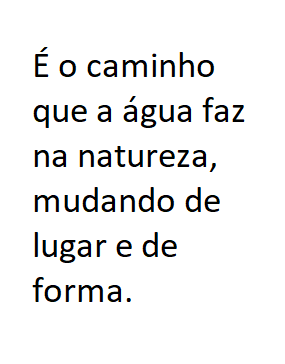 É o caminho
que a água faz
na natureza,
mudando de
lugar e de
forma.